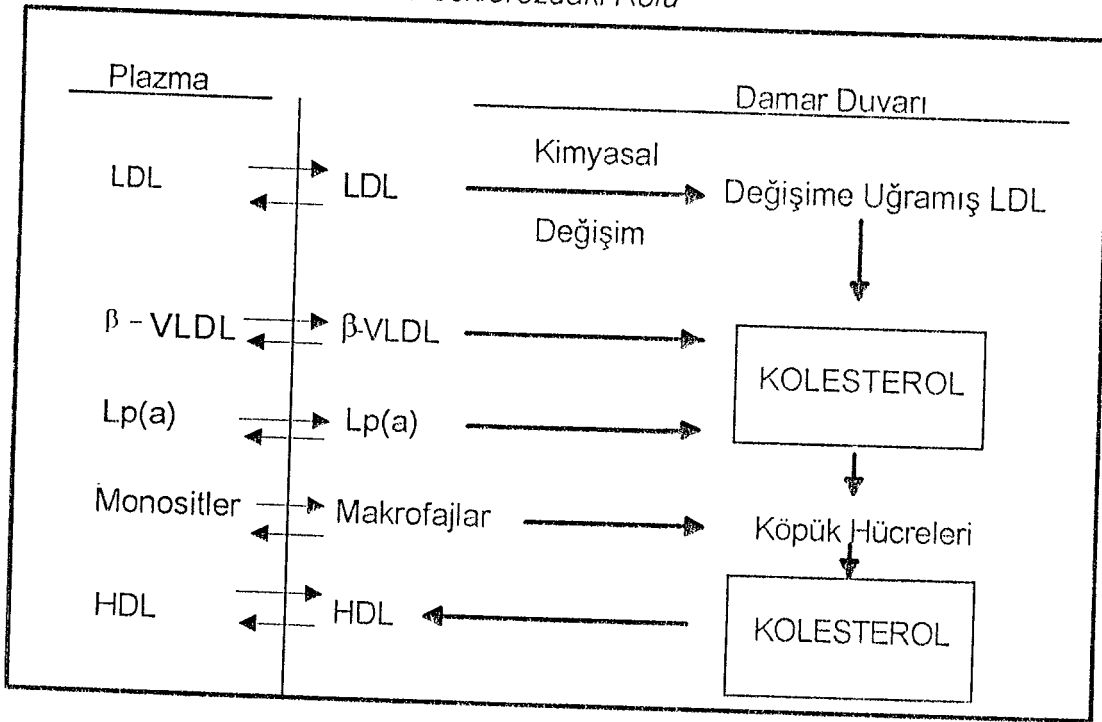 Rolü
Plazma
Damar Duvarı
Kimyasal
LDL
LDL
Değişime Uğramış LDL
Değişim
β - VLDL
β-VLDL
KOLESTEROL
Lp(a)
Lp(a)
Monositler
Makrofajlar
Köpük Hücreleri
HDL
HDL
KOLESTEROL